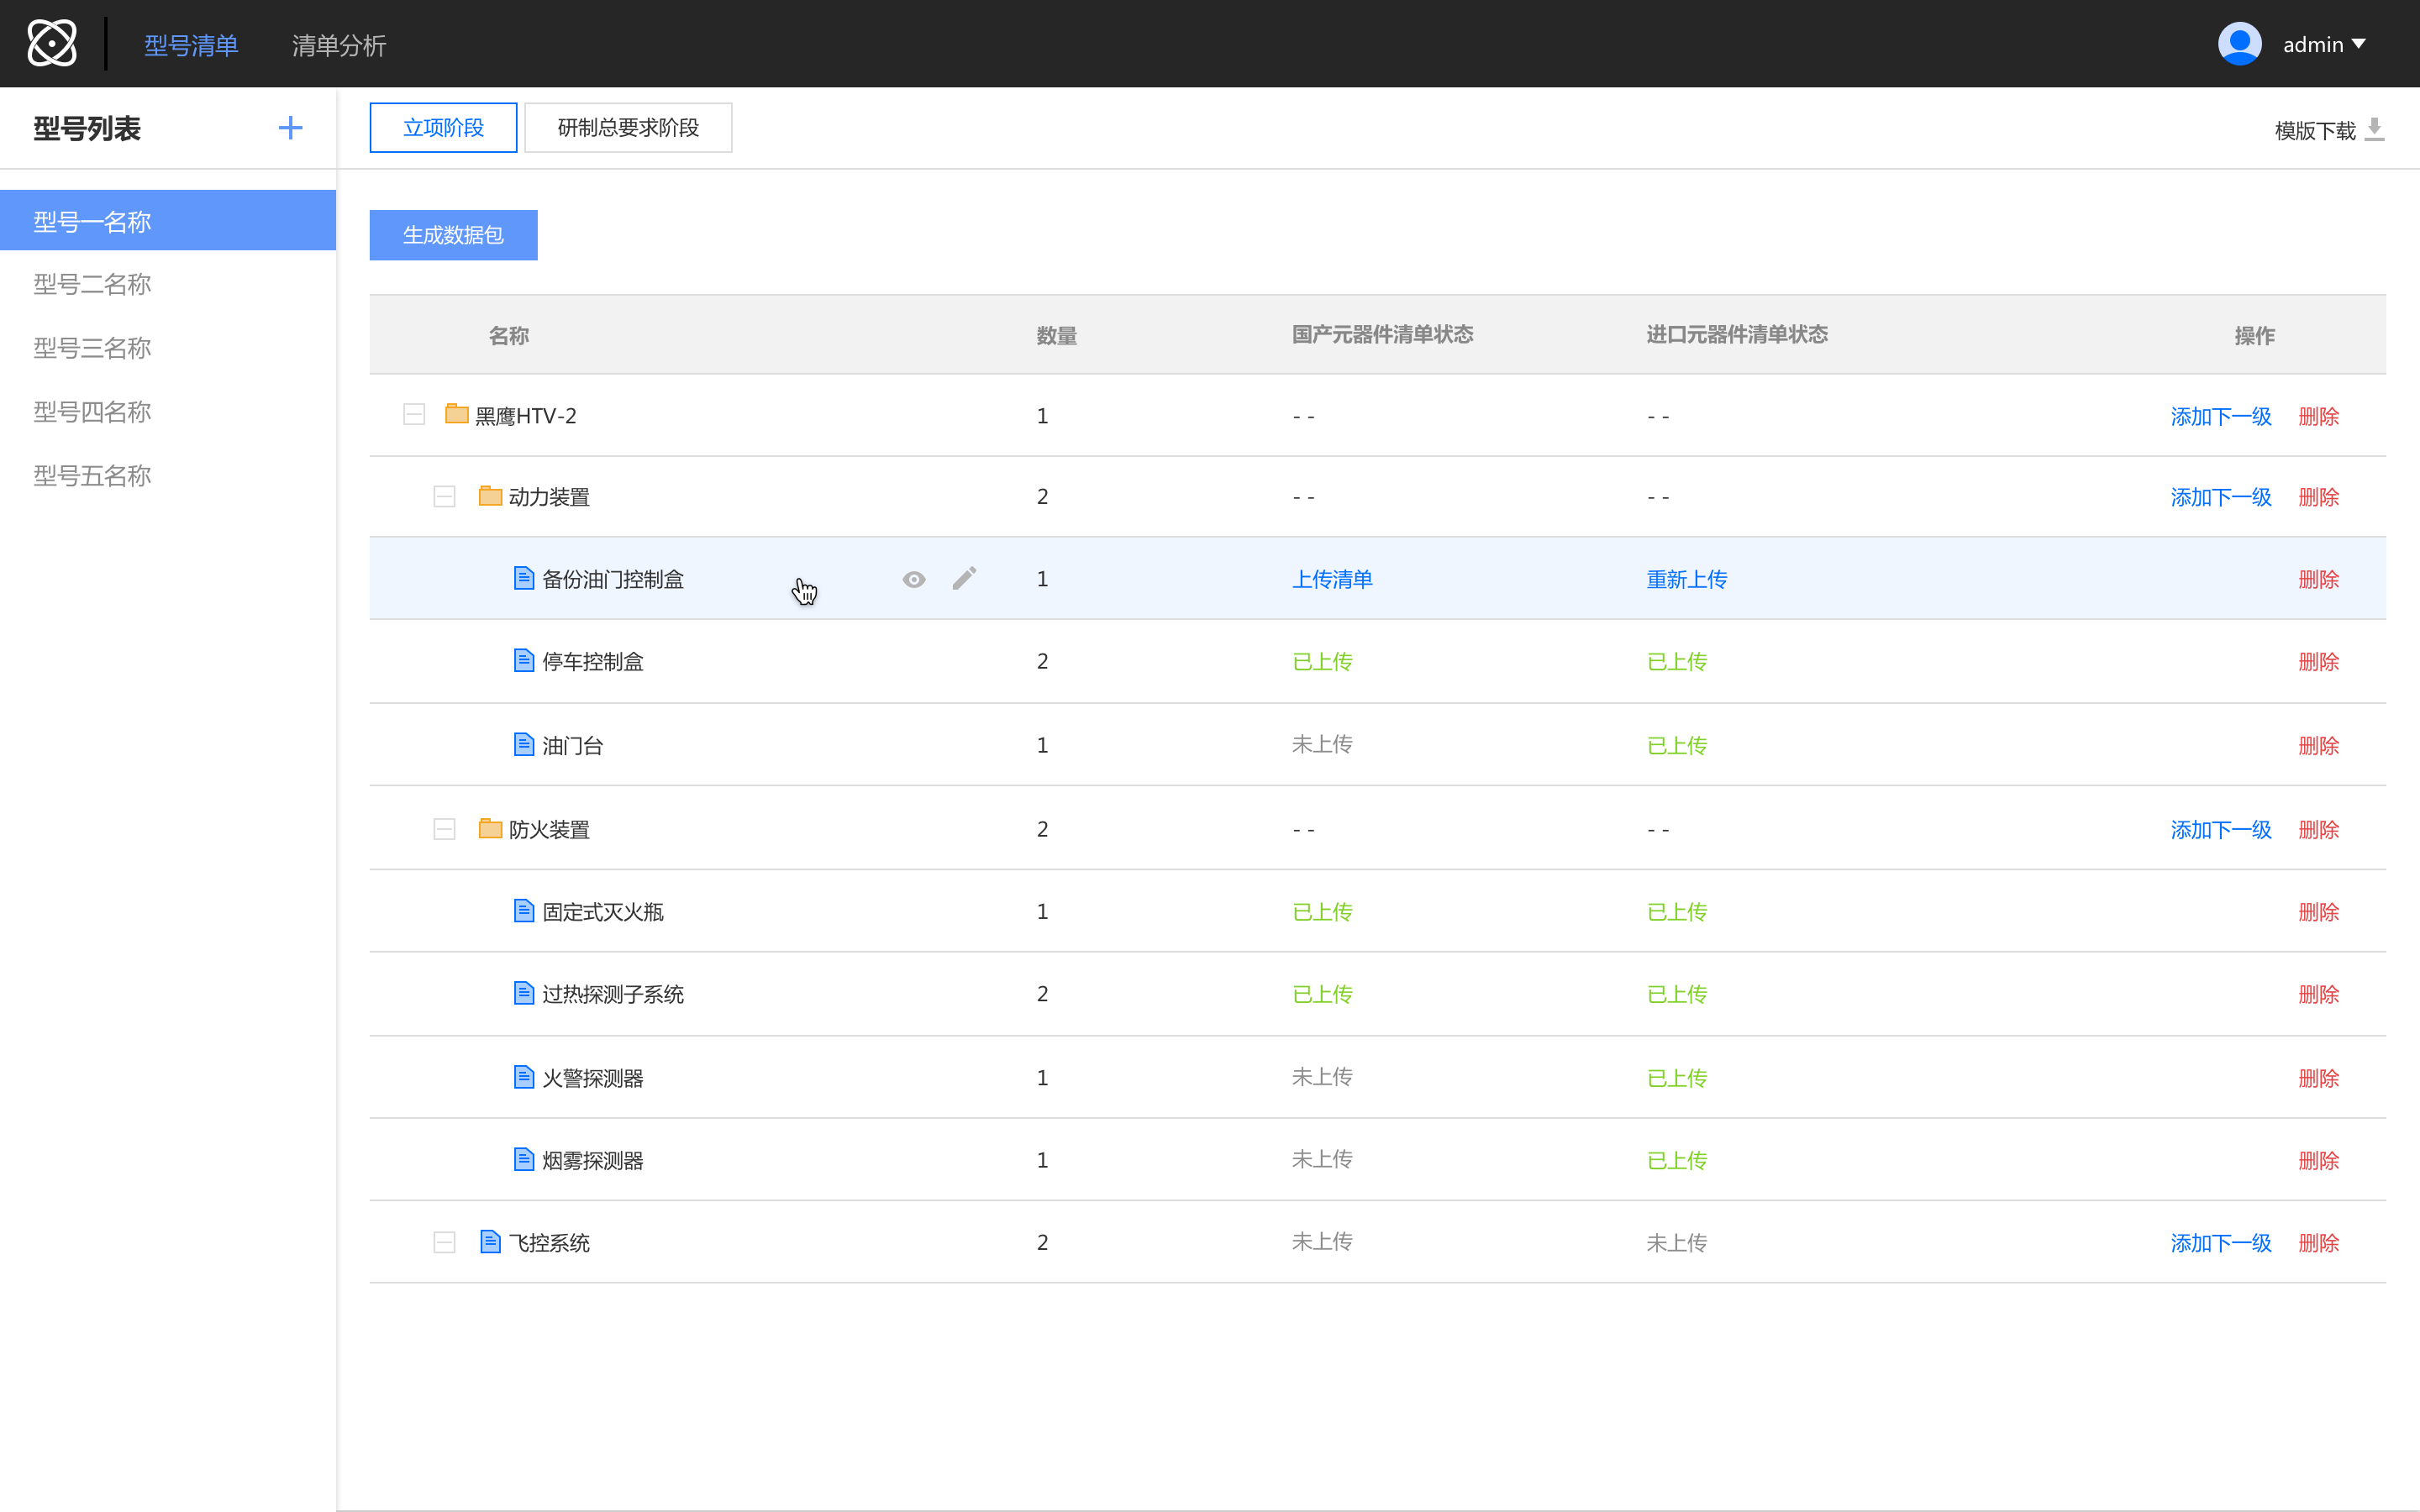 型号清单 清单分析 admin
型号列表
立项阶段 研制总要求阶段 模版下载
型号一名称
型号二名称
型号三名称
型号四名称
型号五名称
生成数据包
名称 数量 国产元器件清单状态 进口元器件清单状态 操作
黑鹰HTV-2 1 - - - - 添加下一级 删除
动力装置 2 - - - - 添加下一级 删除
备份油门控制盒 1 上传清单 重新上传 删除
停车控制盒 2 已上传 已上传 删除
油门台 1 未上传 已上传 删除
防火装置 2 - - - - 添加下一级 删除
固定式灭火瓶 1 已上传 已上传 删除
过热探测子系统 2 已上传 已上传 删除
火警探测器 1 未上传 已上传 删除
烟雾探测器 1 未上传 已上传 删除
飞控系统 2 未上传 未上传 添加下一级 删除